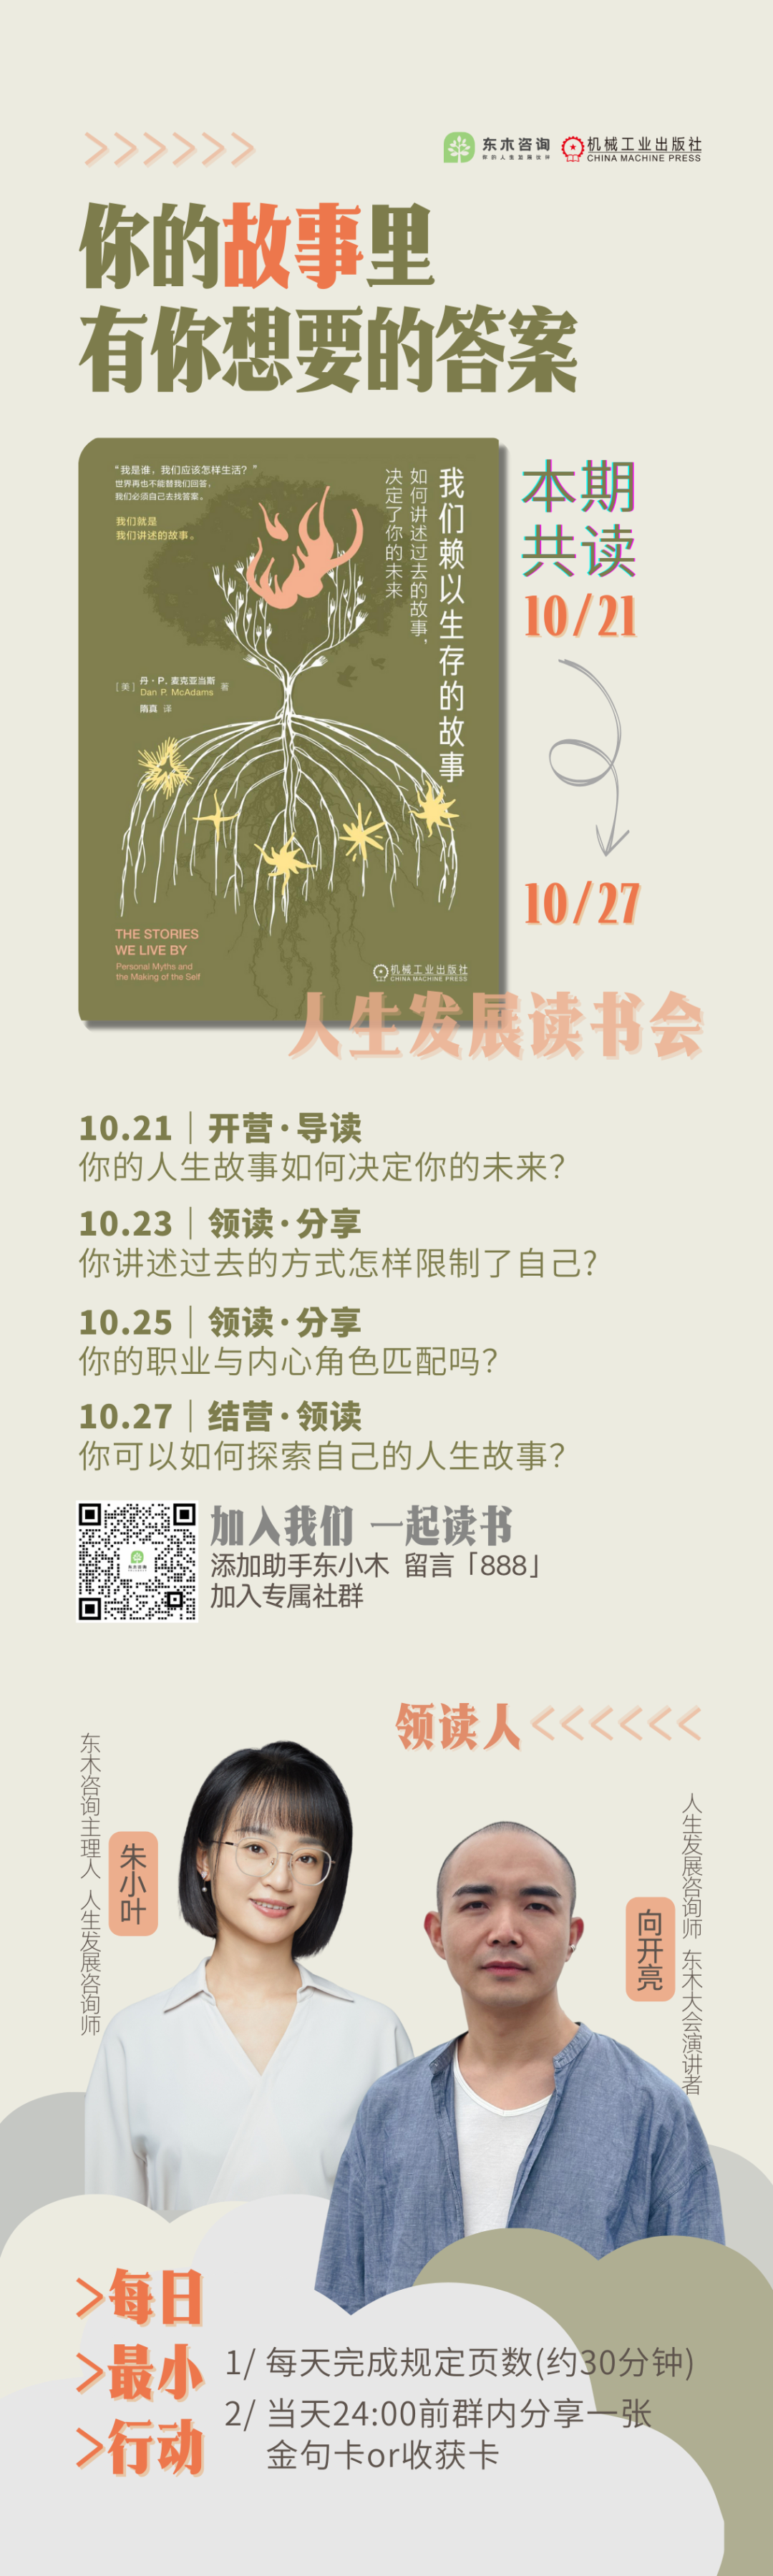 >>>>>>
东木咨询
你的人生发展伙伴
机械工业出版社
CHINA MACHINE PRESS
你的故事里
有你想要的答案
“我是谁，我们应该怎样生活？”
世界再也不能替我们回答，
我们必须自己去找答案。
我们就是
我们讲述的故事。
我们赖以生存的故事
如何讲述过去的故事，
决定了你的未来
[美] 丹·P. 麦克亚当斯 著
Dan P. McAdams
隋真 译
THE STORIES
WE LIVE BY
Personal Myths and
the Making of the Self
机械工业出版社
CHINA MACHINE PRESS
本期
共读
10/21
10/27
人生发展读书会
10.21｜开营·导读
你的人生故事如何决定你的未来?
10.23｜领读·分享
你讲述过去的方式怎样限制了自己?
10.25｜领读·分享
你的职业与内心角色匹配吗?
10.27｜结营·领读
你可以如何探索自己的人生故事?
东木咨询
加入我们 一起读书
添加助手东小木 留言「888」
加入专属社群
领读人<<<<<<
东木咨询主理人 人生发展咨询师
朱小叶
向开亮
人生发展咨询师 东木大会演讲者
>每日
>最小
>行动
1/ 每天完成规定页数(约30分钟)
2/ 当天24:00前群内分享一张
金句卡or收获卡